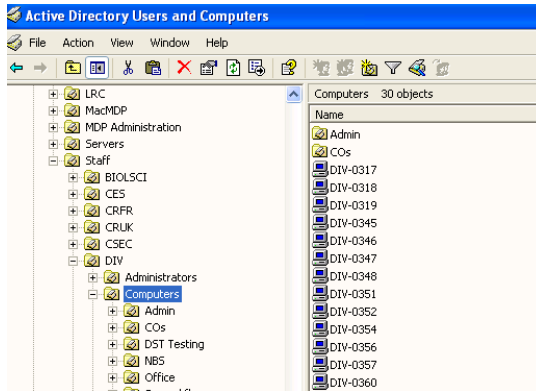 Active Directory Users and Computers
File Action View Window Help
LRC
MacMDP
MDP Administration
Servers
Staff
BIOLSCI
CES
CRFR
CRUK
CSEC
DIV
Administrators
Computers
Admin
COs
DST Testing
NBS
Office
Computers 30 objects
Name
Admin
COs
DIV-0317
DIV-0318
DIV-0319
DIV-0345
DIV-0346
DIV-0347
DIV-0348
DIV-0351
DIV-0352
DIV-0354
DIV-0356
DIV-0357
DIV-0360